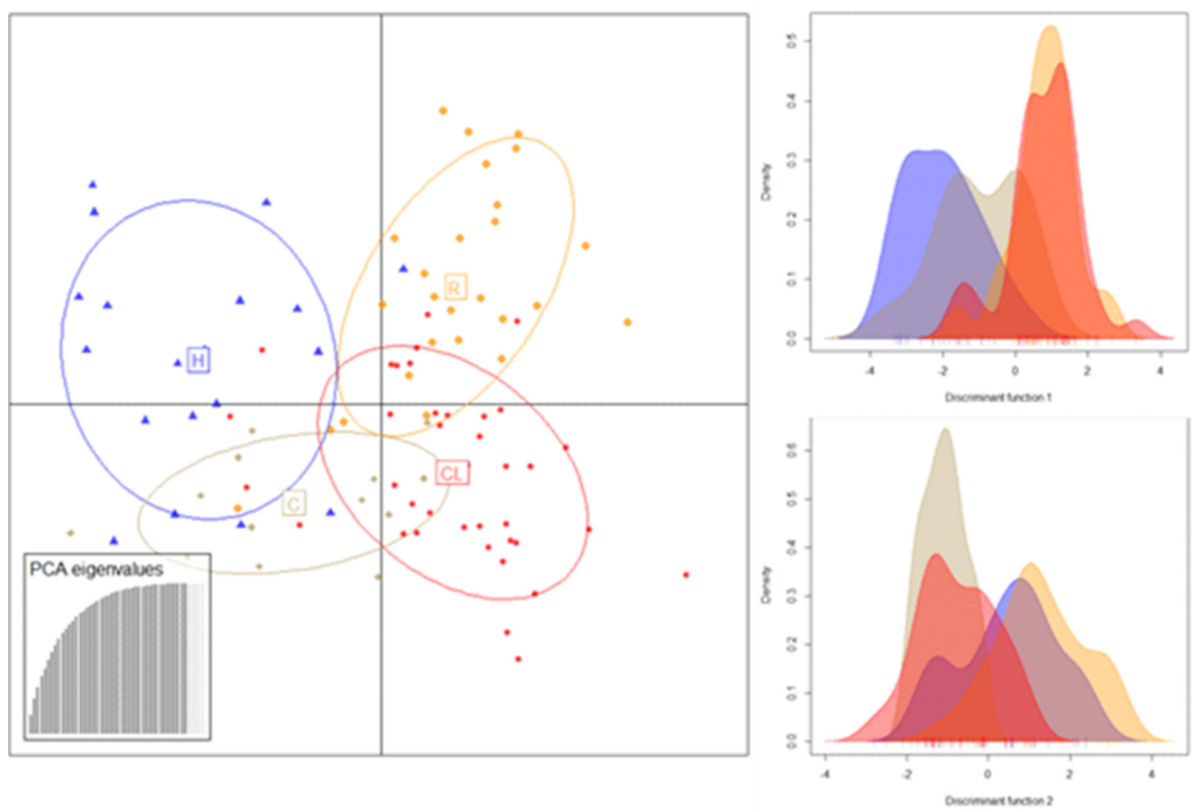 H
R
CL
C
PCA eigenvalues
Density
0.0 0.1 0.2 0.3 0.4 0.5
-4 -2 0 2 4
Discriminant function 1
Density
0.0 0.1 0.2 0.3 0.4 0.5 0.6
-4 -2 0 2 4
Discriminant function 2